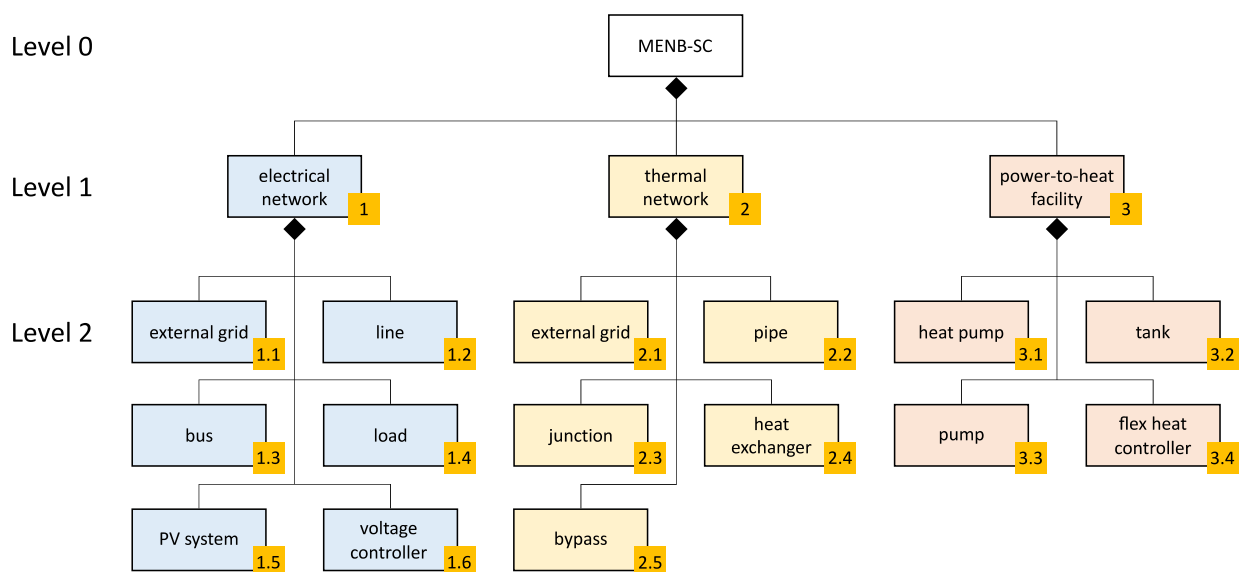 Level 0
MENB-SC
Level 1
electrical
network
1
thermal
network
2
power-to-heat
facility
3
Level 2
external grid
1.1
line
1.2
external grid
2.1
pipe
2.2
heat pump
3.1
tank
3.2
bus
1.3
load
1.4
junction
2.3
heat
exchanger
2.4
pump
3.3
flex heat
controller
3.4
PV system
1.5
voltage
controller
1.6
bypass
2.5